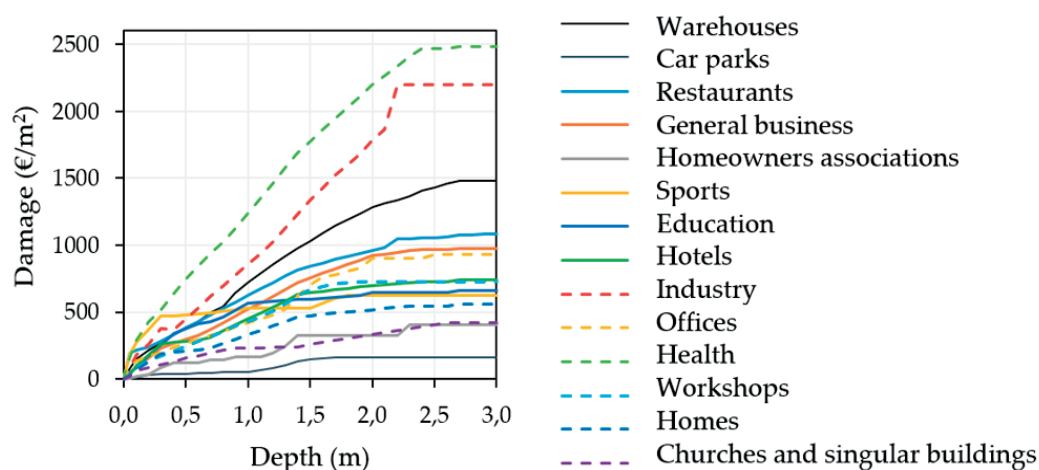 Damage (€/m²)
2500
2000
1500
1000
500
0
0,0 0,5 1,0 1,5 2,0 2,5 3,0
Depth (m)
Warehouses
Car parks
Restaurants
General business
Homeowners associations
Sports
Education
Hotels
Industry
Offices
Health
Workshops
Homes
Churches and singular buildings